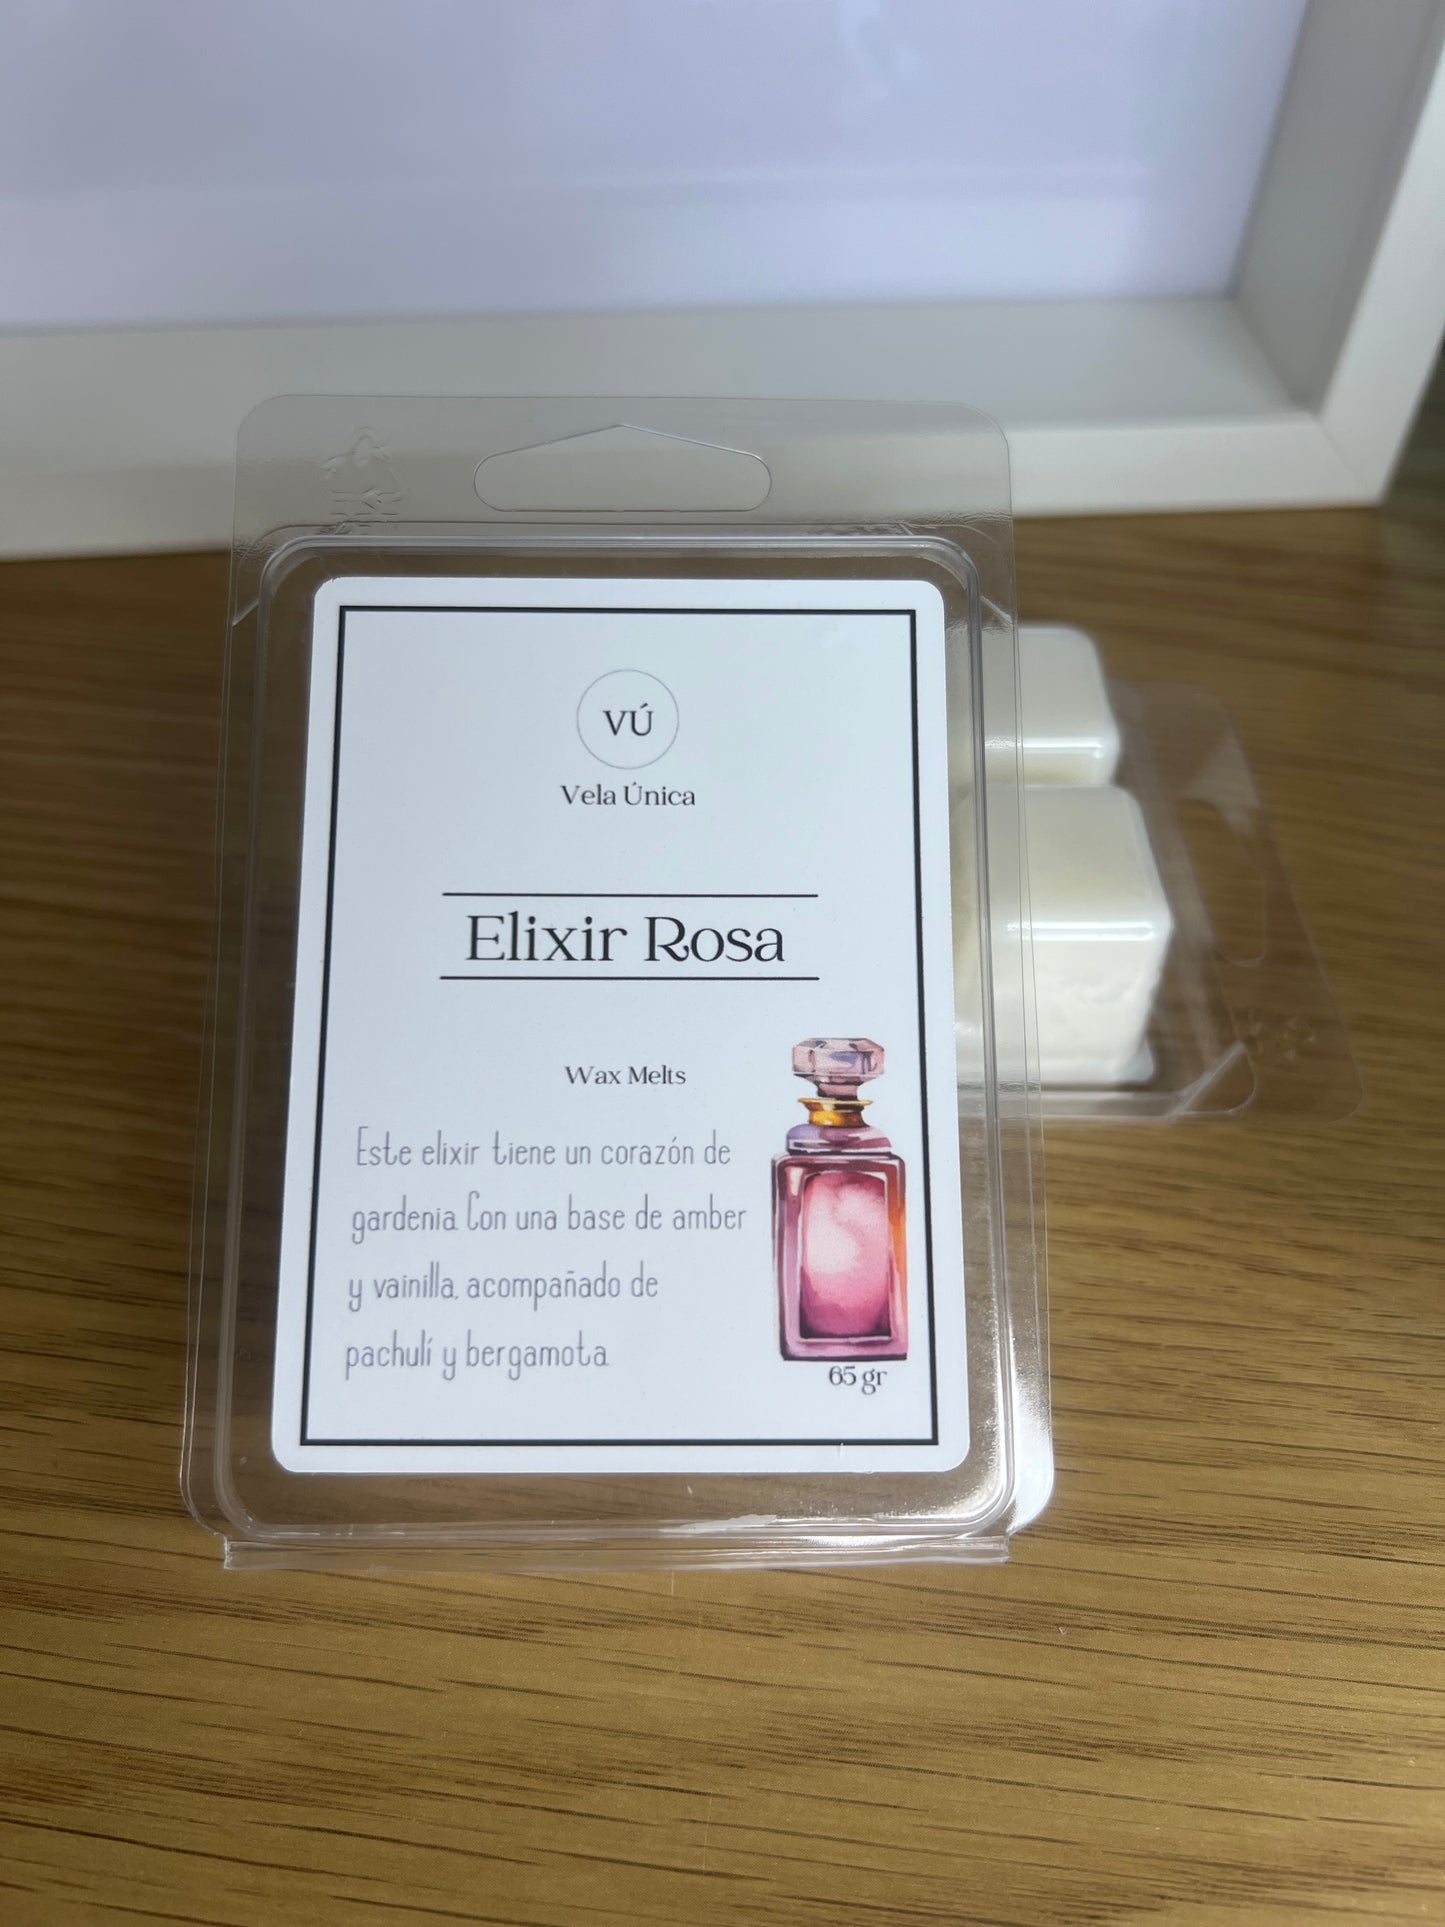 VÚ
Vela Única
Elixir Rosa
Wax Melts
Este elixir tiene un corazón de
gardenia. Con una base de amber
y vainilla, acompañado de
pachulí y bergamota.
65 gr